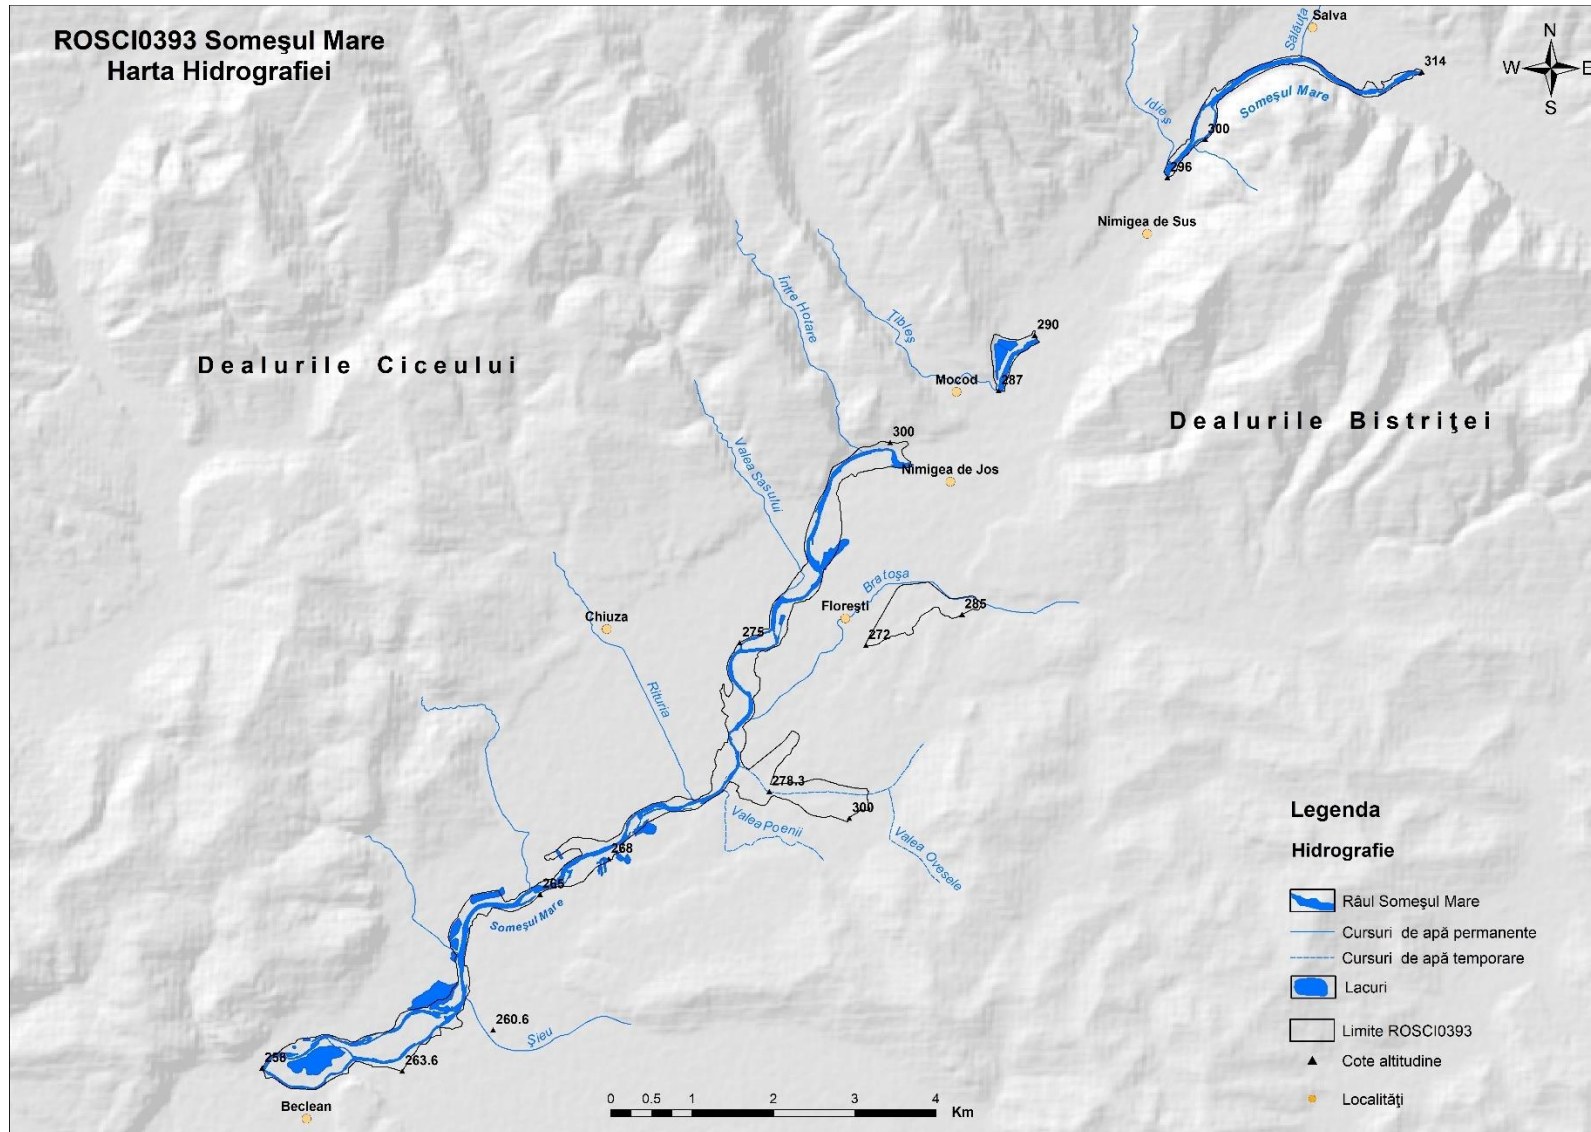 ROSCI0393 Someşul Mare
Harta Hidrografiei
Salva
Sălăuţa
N
W
E
S
314
Someşul Mare
Idieş
300
296
Nimigea de Sus
Între Hotare
Ţibleş
290
Dealurile Ciceului
Mocod
287
Dealurile Bistriţei
300
Valea Sasului
Nimigea de Jos
Bratoşa
Floreşti
285
Chiuza
275
272
Rituria
278.3
300
Valea Poenii
Valea Ovesele
268
265
Someşul Mare
260.6
Şieu
258
263.6
Beclean
0 0.5 1 2 3 4
Km
Legenda
Hidrografie
Râul Someşul Mare
Cursuri de apă permanente
Cursuri de apă temporare
Lacuri
Limite ROSCI0393
Cote altitudine
Localităţi